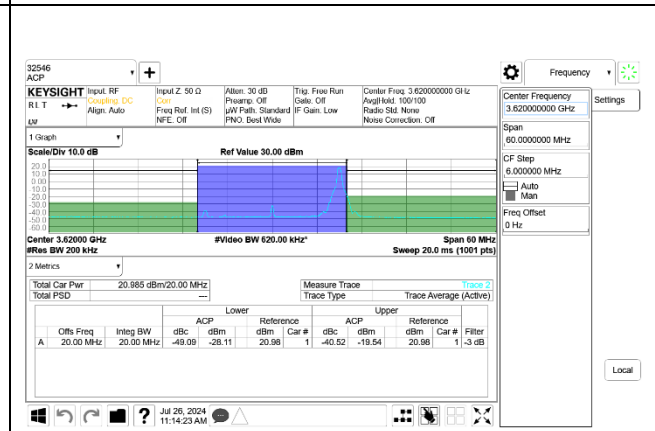 32546
ACP
Frequency
KEYSIGHT
R L T
Input: RF
Coupling: DC
Align: Auto
Input Z: 50 Ω
Corr
Freq Ref: Int (S)
NFE: Off
Atten: 30 dB
Preamp: Off
µW Path: Standard
PNO: Best Wide
Trig: Free Run
Gate: Off
IF Gain: Low
Center Freq: 3.620000000 GHz
Avg|Hold: 100/100
Radio Std: None
Noise Correction: Off
Center Frequency
3.620000000 GHz
Settings
Span
60.0000000 MHz
CF Step
6.000000 MHz
Auto
Man
Freq Offset
0 Hz
Local
1 Graph
Scale/Div 10.0 dB
Ref Value 30.00 dBm
20.0
10.0
0.00
-10.0
-20.0
-30.0
-40.0
-50.0
-60.0
Center 3.62000 GHz
#Video BW 620.00 kHz*
Span 60 MHz
#Res BW 200 kHz
Sweep 20.0 ms (1001 pts)
2 Metrics
Total Car Pwr 20.985 dBm/20.00 MHz
Measure Trace Trace 2
Total PSD ---
Trace Type Trace Average (Active)
Lower Upper
ACP Reference ACP Reference
Offs Freq Integ BW dBc dBm dBm Car # dBc dBm dBm Car # Filter
A 20.00 MHz 20.00 MHz -49.09 -28.11 20.98 1 -40.52 -19.54 20.98 1 -3 dB
Jul 26, 2024
11:14:23 AM